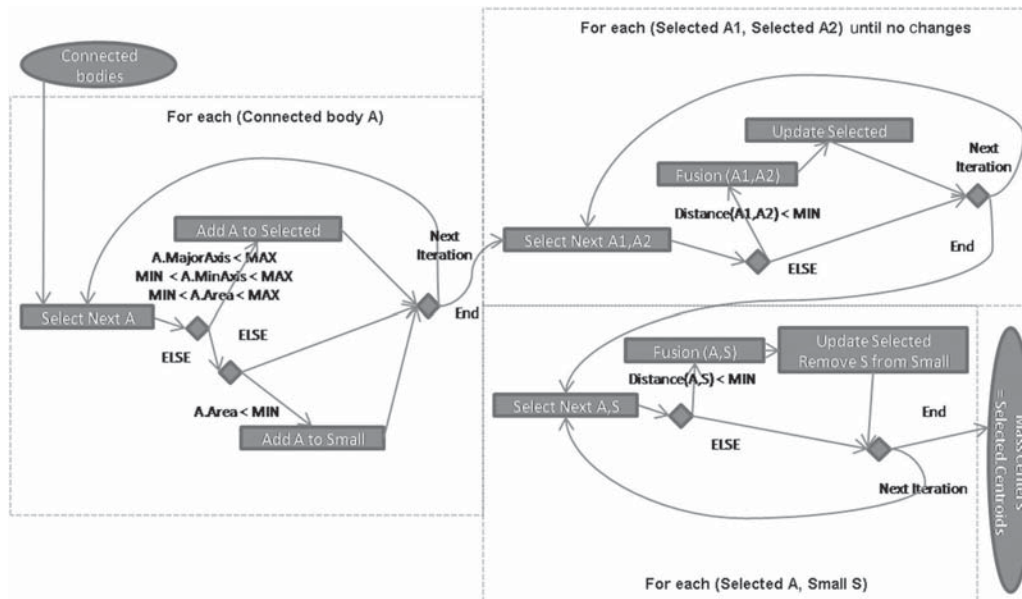 Connected
bodies
For each (Connected body A)
Add A to Selected
A.MajorAxis < MAX
MIN < A.MinAxis < MAX
MIN < A.Area < MAX
Select Next A
ELSE
ELSE
A.Area < MIN
Add A to Small
Next
Iteration
End
For each (Selected A1, Selected A2) until no changes
Update Selected
Fusion (A1,A2)
Distance(A1,A2) < MIN
Select Next A1,A2
ELSE
Next
Iteration
End
Fusion (A,S)
Update Selected
Remove S from Small
Distance(A,S) < MIN
Select Next A,S
ELSE
End
Next Iteration
For each (Selected A, Small S)
Mass Centers
= Selected.Centroids